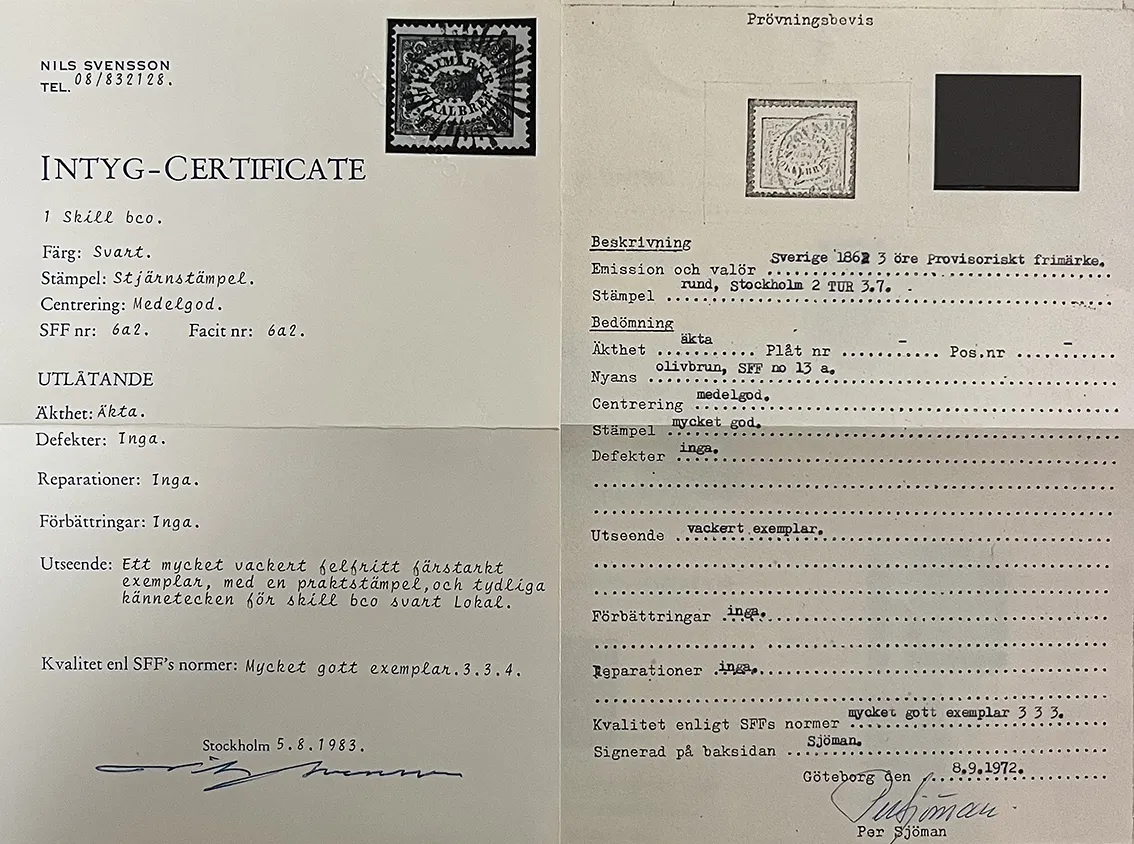 NILS SVENSSON
TEL. 08/832128.
FRIMÄRKE
LOKALBREF
INTYG-CERTIFICATE
1 Skill bco.
Färg: Svart.
Stämpel: Stjärnstämpel.
Centrering: Medelgod.
SFF nr: 6a2. Facit nr: 6a2.
UTLÅTANDE
Äkthet: Äkta.
Defekter: Inga.
Reparationer: Inga.
Förbättringar: Inga.
Utseende: Ett mycket vackert felfritt färstarkt
exemplar, med en praktstämpel, och tydliga
kännetecken för skill bco svart Lokal.
Kvalitet enl SFF's normer: Mycket gott exemplar.3.3.4.
Stockholm 5.8.1983.
Prövningsbevis
Beskrivning
Emission och valör Sverige 1862 3 öre Provisoriskt frimärke.
Stämpel rund, Stockholm 2 TUR 3.7.
Bedömning
Äkthet äkta Plåt nr - Pos.nr -
Nyans olivbrun, SFF no 13 a.
Centrering medelgod.
Stämpel mycket god.
Defekter inga.
Utseende vackert exemplar.
Förbättringar inga.
Reparationer inga.
Kvalitet enligt SFFs normer mycket gott exemplar 3 3 3.
Signerad på baksidan Sjöman.
Göteborg den 8.9.1972.
Per Sjöman